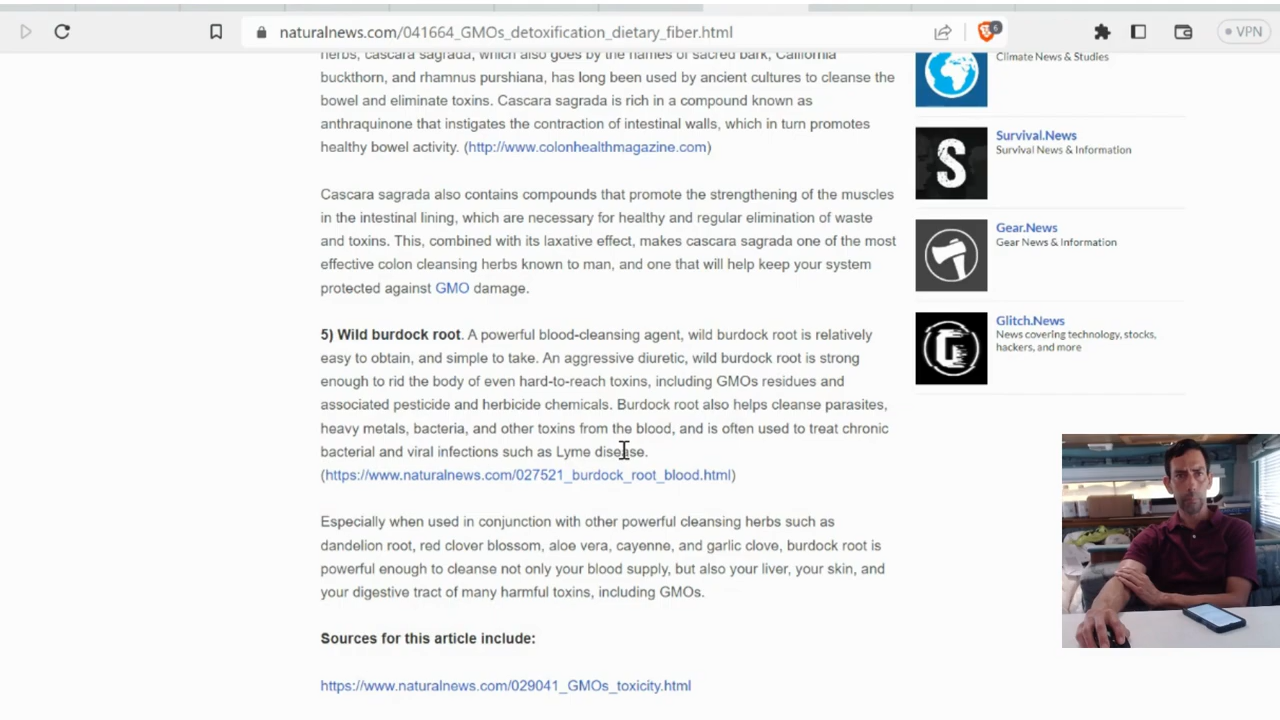 naturalnews.com/041664_GMOs_detoxification_dietary_fiber.html
6
VPN
herbs, cascara sagrada, which also goes by the names of sacred bark, California
buckthorn, and rhamnus purshiana, has long been used by ancient cultures to cleanse the
bowel and eliminate toxins. Cascara sagrada is rich in a compound known as
anthraquinone that instigates the contraction of intestinal walls, which in turn promotes
healthy bowel activity. (http://www.colonhealthmagazine.com)
Cascara sagrada also contains compounds that promote the strengthening of the muscles
in the intestinal lining, which are necessary for healthy and regular elimination of waste
and toxins. This, combined with its laxative effect, makes cascara sagrada one of the most
effective colon cleansing herbs known to man, and one that will help keep your system
protected against GMO damage.
5) Wild burdock root. A powerful blood-cleansing agent, wild burdock root is relatively
easy to obtain, and simple to take. An aggressive diuretic, wild burdock root is strong
enough to rid the body of even hard-to-reach toxins, including GMOs residues and
associated pesticide and herbicide chemicals. Burdock root also helps cleanse parasites,
heavy metals, bacteria, and other toxins from the blood, and is often used to treat chronic
bacterial and viral infections such as Lyme disease.
(https://www.naturalnews.com/027521_burdock_root_blood.html)
Especially when used in conjunction with other powerful cleansing herbs such as
dandelion root, red clover blossom, aloe vera, cayenne, and garlic clove, burdock root is
powerful enough to cleanse not only your blood supply, but also your liver, your skin, and
your digestive tract of many harmful toxins, including GMOs.
Sources for this article include:
https://www.naturalnews.com/029041_GMOs_toxicity.html
Climate News & Studies
S
Survival.News
Survival News & Information
Gear.News
Gear News & Information
G
Glitch.News
News covering technology, stocks,
hackers, and more